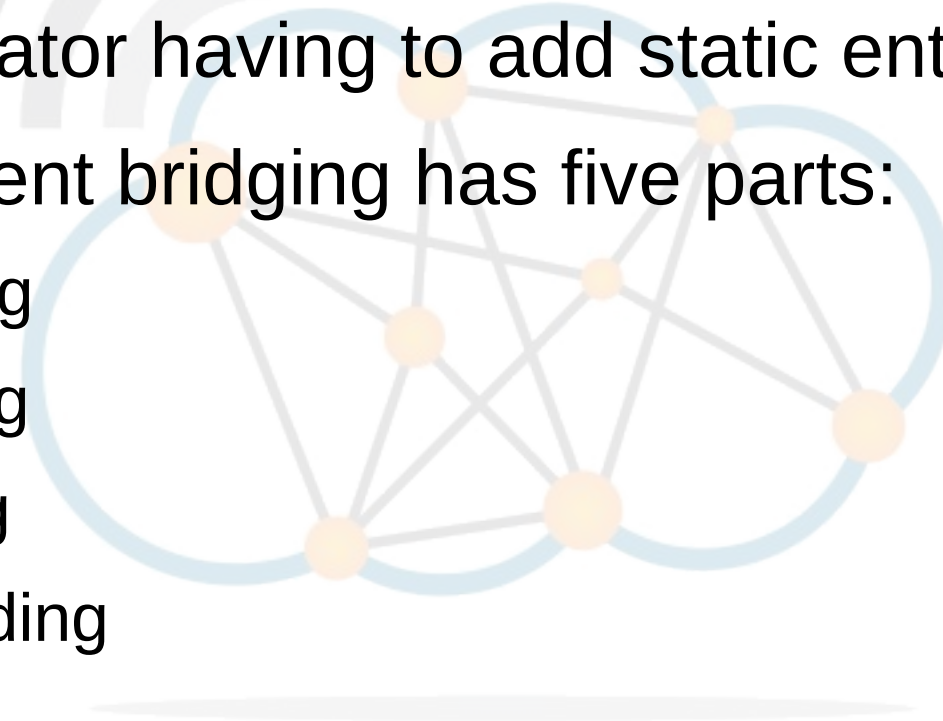 ator having to add static ent
ent bridging has five parts:
g
g
g
ding